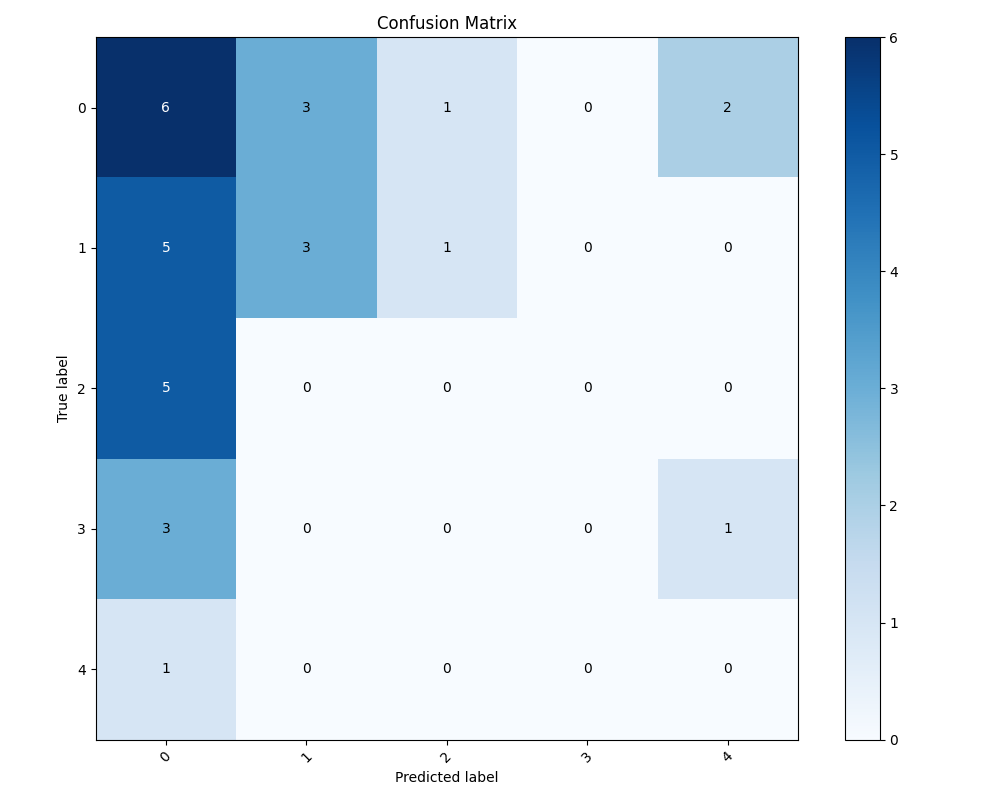 Confusion Matrix
True label
0 6 3 1 0 2
1 5 3 1 0 0
2 5 0 0 0 0
3 3 0 0 0 1
4 1 0 0 0 0
0 1 2 3 4
Predicted label
6
5
4
3
2
1
0